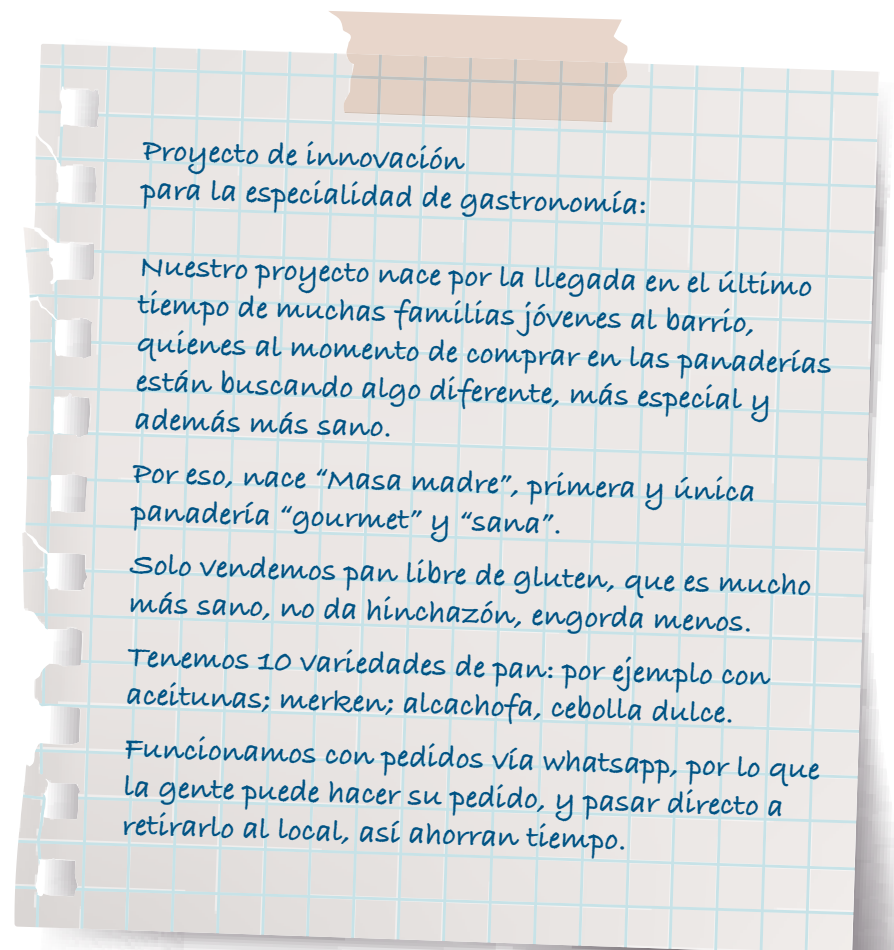 Proyecto de innovación
para la especialidad de gastronomía:
Nuestro proyecto nace por la llegada en el último
tiempo de muchas familias jóvenes al barrio,
quienes al momento de comprar en las panaderías
están buscando algo diferente, más especial y
además más sano.
Por eso, nace “Masa madre”, primera y única
panadería “gourmet” y “sana”.
Solo vendemos pan libre de gluten, que es mucho
más sano, no da hinchazón, engorda menos.
Tenemos 10 variedades de pan: por ejemplo con
aceitunas; merken; alcachofa, cebolla dulce.
Funcionamos con pedidos vía whatsapp, por lo que
la gente puede hacer su pedido, y pasar directo a
retirarlo al local, así ahorran tiempo.